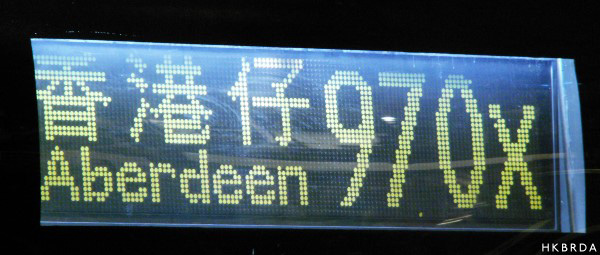 香港仔 970x
Aberdeen
HKBRDA